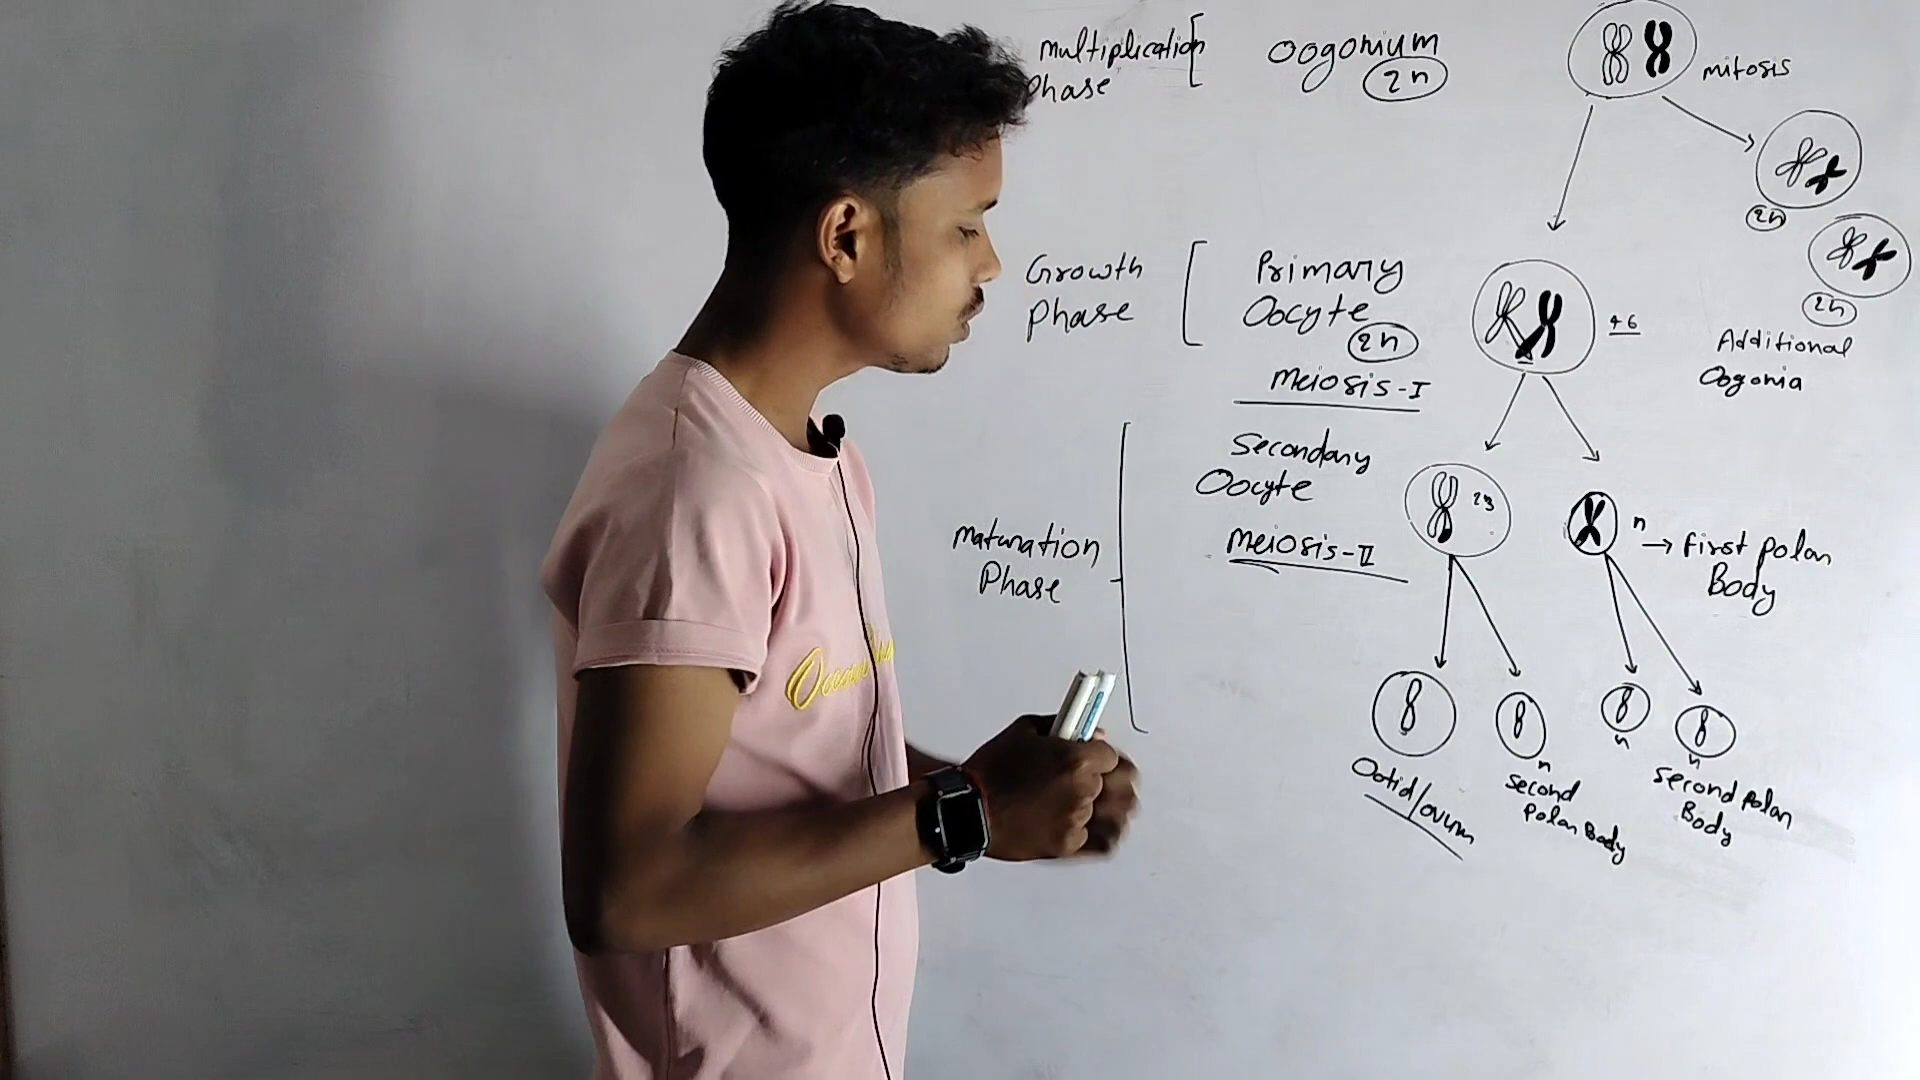 Multiplication
Phase
Oogonium
2n
mitosis
2n
2n
Additional
Oogonia
Growth
Phase
Primary
Oocyte
2n
46
Meiosis-I
Secondary
Oocyte
23
n
→ First Polar
Body
Maturation
Phase
Meiosis-II
Ootid/ovum
n
second
Polar Body
n
n
second Polar
Body